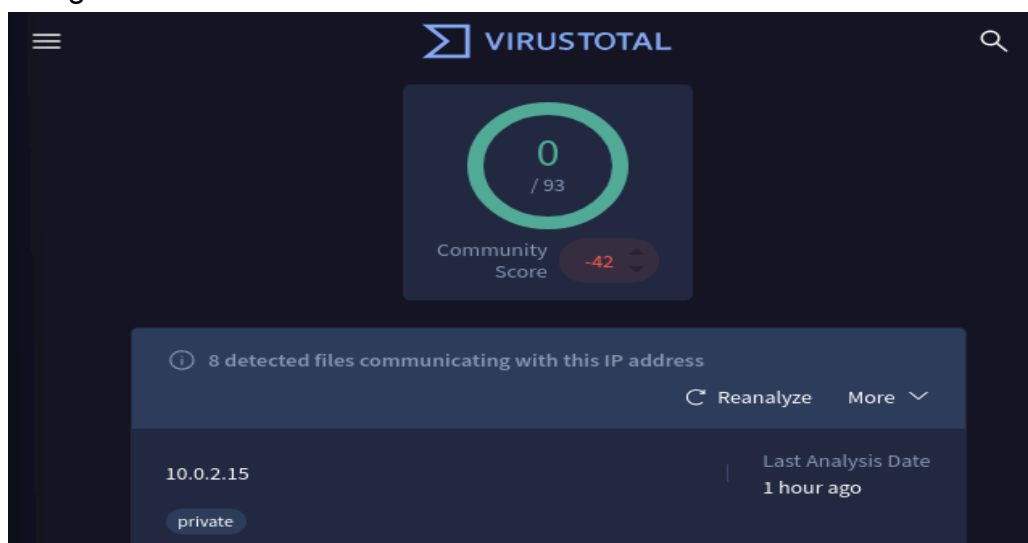 VIRUSTOTAL
0
/ 93
Community
Score
-42
8 detected files communicating with this IP address
Reanalyze More
10.0.2.15
Last Analysis Date
1 hour ago
private